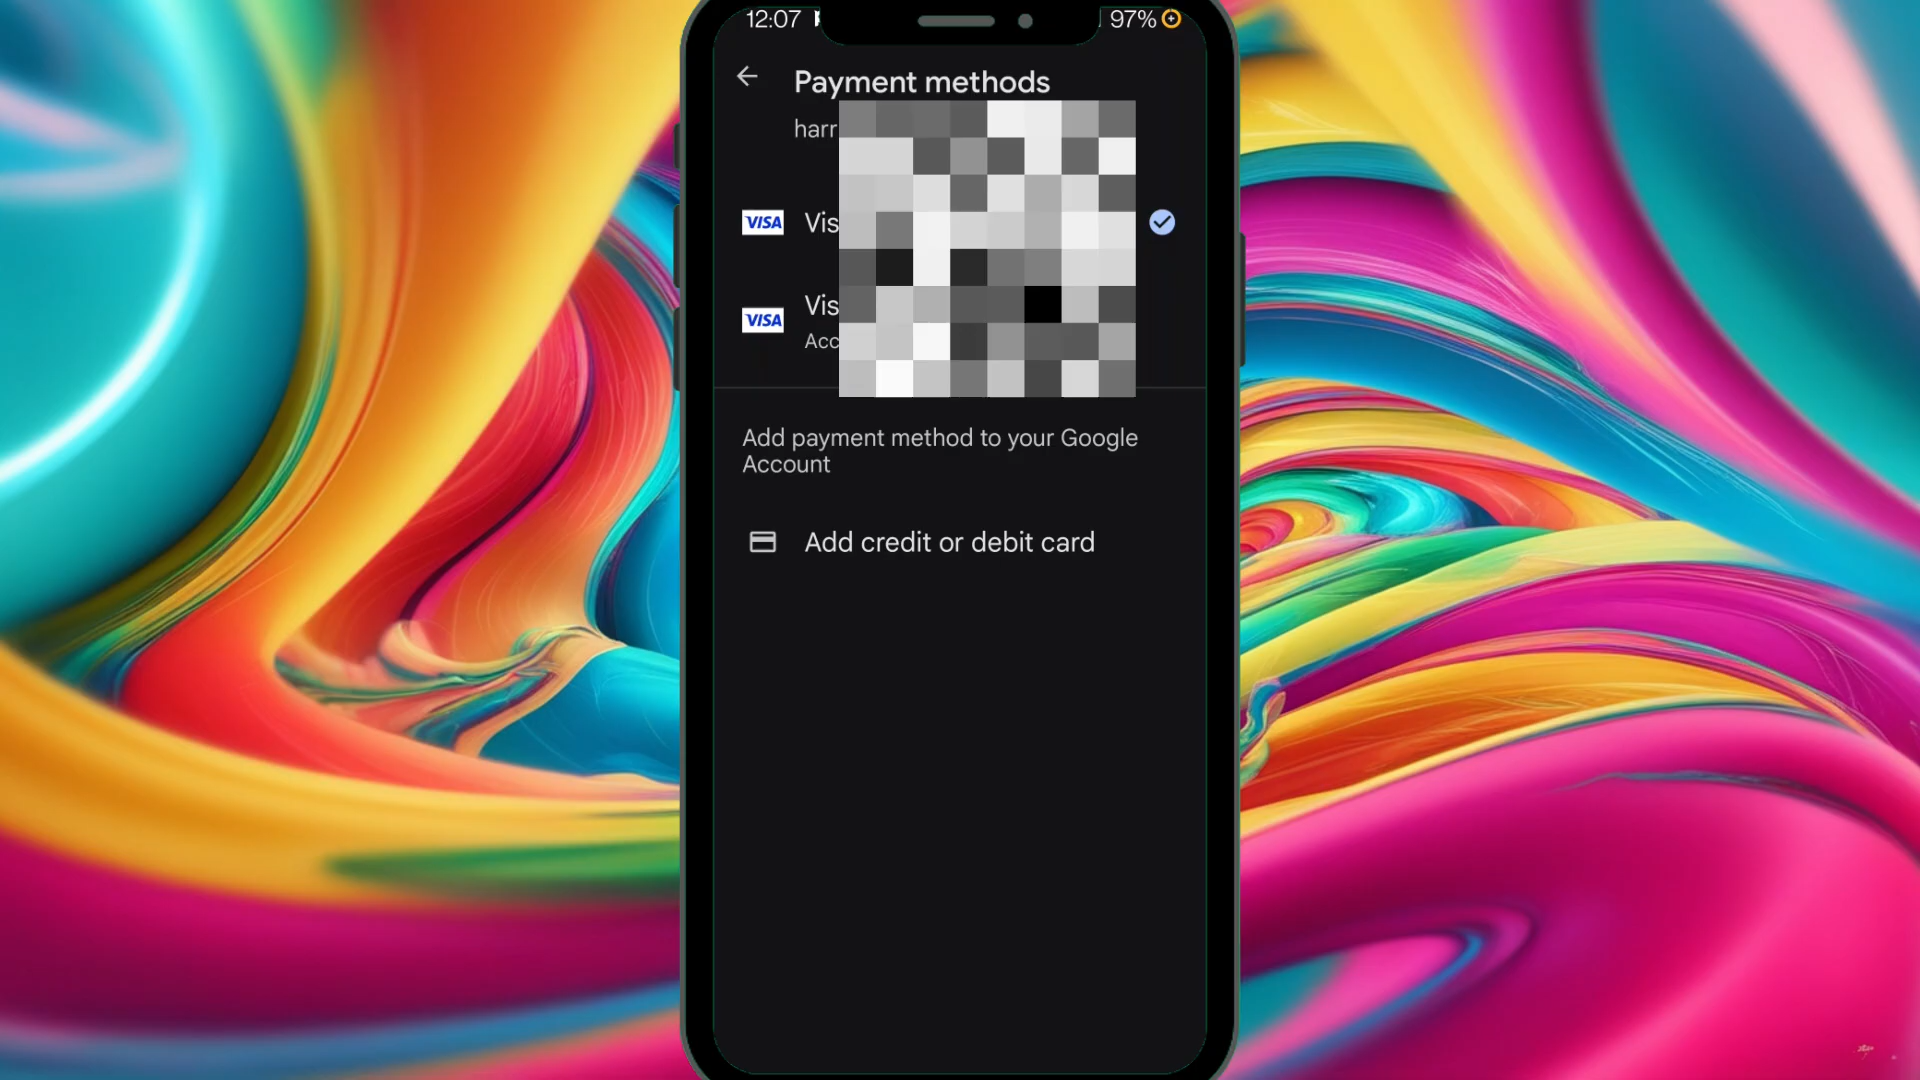 12:07 97%
Payment methods
harr
VISA Vis
VISA Vis
Acc
Add payment method to your Google
Account
Add credit or debit card